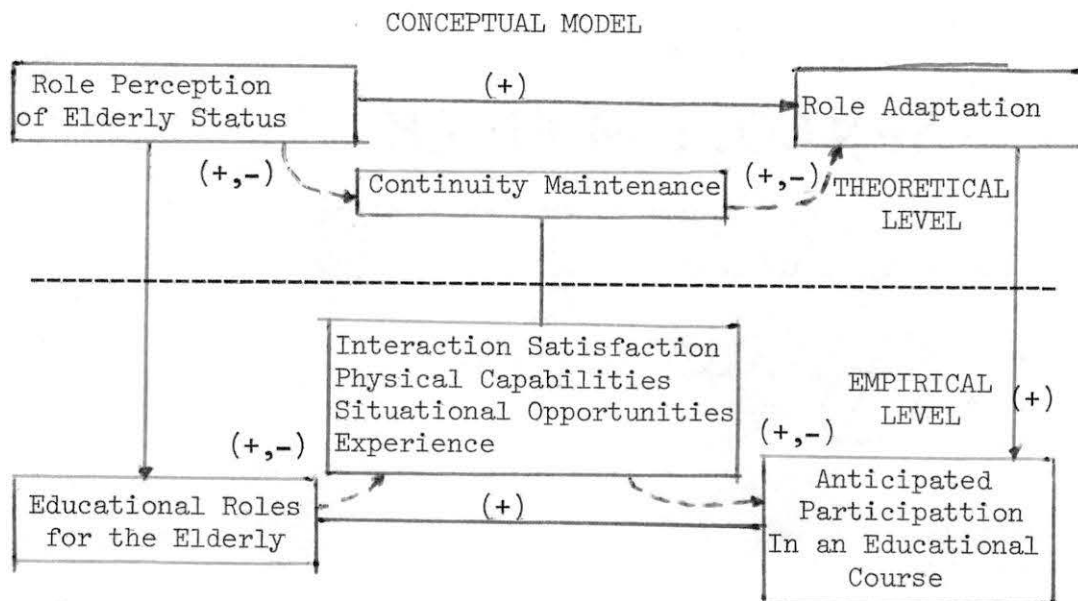 CONCEPTUAL MODEL
Role Perception
of Elderly Status
(+)
Role Adaptation
(+,-)
Continuity Maintenance
(+,-)
THEORETICAL
LEVEL
Interaction Satisfaction
Physical Capabilities
Situational Opportunities
Experience
EMPIRICAL
LEVEL
(+)
(+,-)
(+,-)
Educational Roles
for the Elderly
(+)
Anticipated
Participattion
In an Educational
Course